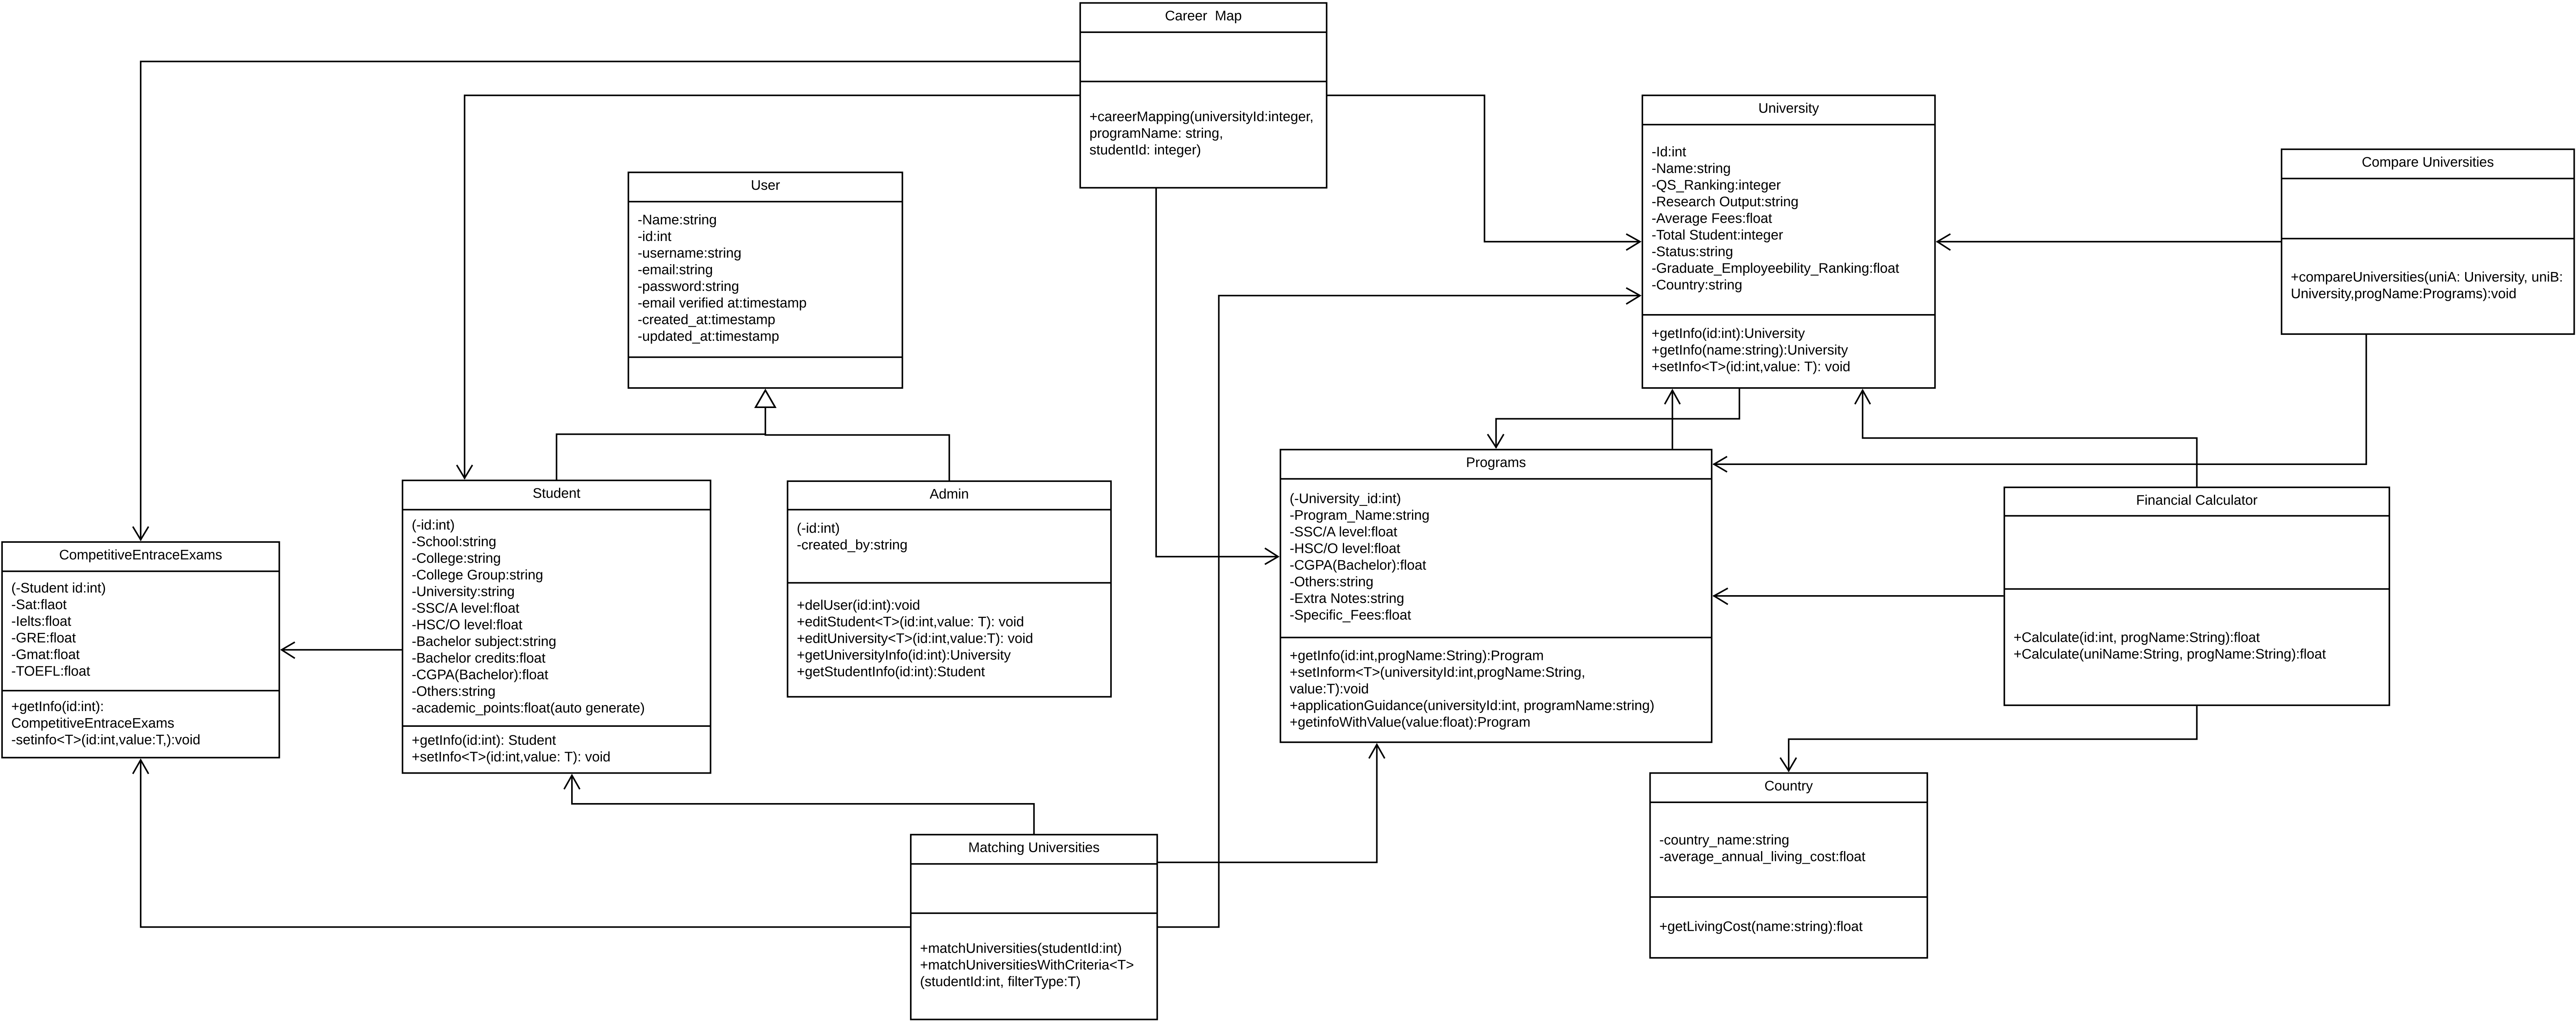 Career  Map
+careerMapping(universityId:integer,
programName: string,
studentId: integer)
University
-Id:int
-Name:string
-QS_Ranking:integer
-Research Output:string
-Average Fees:float
-Total Student:integer
-Status:string
-Graduate_Employeebility_Ranking:float
-Country:string
+getInfo(id:int):University
+getInfo(name:string):University
+setInfo<T>(id:int,value: T): void
Compare Universities
+compareUniversities(uniA: University, uniB:
University,progName:Programs):void
User
-Name:string
-id:int
-username:string
-email:string
-password:string
-email verified at:timestamp
-created_at:timestamp
-updated_at:timestamp
Programs
(-University_id:int)
-Program_Name:string
-SSC/A level:float
-HSC/O level:float
-CGPA(Bachelor):float
-Others:string
-Extra Notes:string
-Specific_Fees:float
+getInfo(id:int,progName:String):Program
+setInform<T>(universityId:int,progName:String,
value:T):void
+applicationGuidance(universityId:int, programName:string)
+getinfoWithValue(value:float):Program
Student
(-id:int)
-School:string
-College:string
-College Group:string
-University:string
-SSC/A level:float
-HSC/O level:float
-Bachelor subject:string
-Bachelor credits:float
-CGPA(Bachelor):float
-Others:string
-academic_points:float(auto generate)
+getInfo(id:int): Student
+setInfo<T>(id:int,value: T): void
Admin
(-id:int)
-created_by:string
+delUser(id:int):void
+editStudent<T>(id:int,value: T): void
+editUniversity<T>(id:int,value:T): void
+getUniversityInfo(id:int):University
+getStudentInfo(id:int):Student
Financial Calculator
+Calculate(id:int, progName:String):float
+Calculate(uniName:String, progName:String):float
CompetitiveEntraceExams
(-Student id:int)
-Sat:flaot
-Ielts:float
-GRE:float
-Gmat:float
-TOEFL:float
+getInfo(id:int):
CompetitiveEntraceExams
-setinfo<T>(id:int,value:T,):void
Country
-country_name:string
-average_annual_living_cost:float
+getLivingCost(name:string):float
Matching Universities
+matchUniversities(studentId:int)
+matchUniversitiesWithCriteria<T>
(studentId:int, filterType:T)